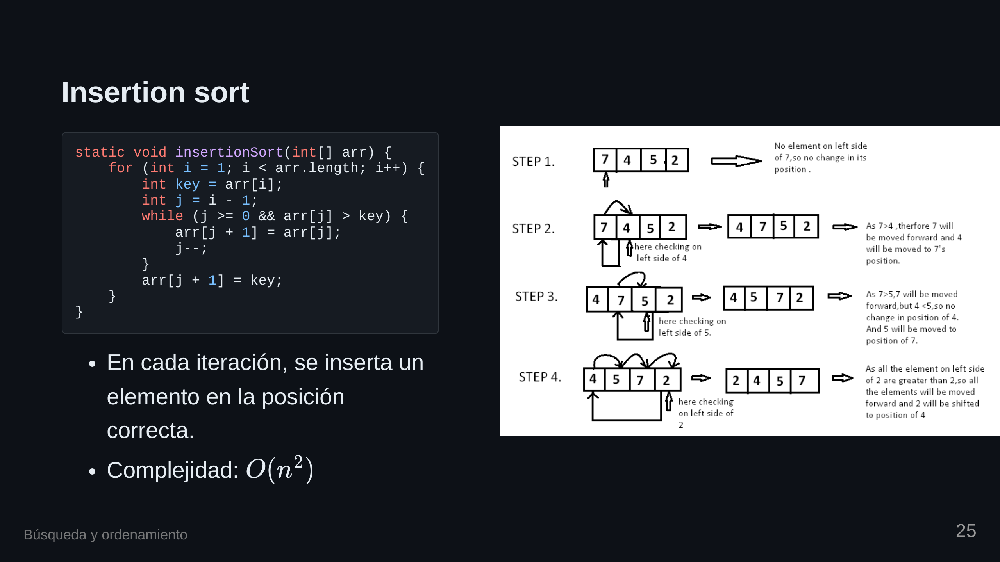 Insertion sort
static void insertionSort(int[] arr) {
    for (int i = 1; i < arr.length; i++) {
        int key = arr[i];
        int j = i - 1;
        while (j >= 0 && arr[j] > key) {
            arr[j + 1] = arr[j];
            j--;
        }
        arr[j + 1] = key;
    }
}
• En cada iteración, se inserta un
elemento en la posición
correcta.
• Complejidad: O(n²)
STEP 1.
7 4 5 2
No element on left side
of 7,so no change in its
position .
STEP 2.
7 4 5 2
here checking on
left side of 4
4 7 5 2
As 7>4 ,therfore 7 will
be moved forward and 4
will be moved to 7's
position.
STEP 3.
4 7 5 2
here checking on
left side of 5.
4 5 7 2
As 7>5,7 will be moved
forward,but 4 <5,so no
change in position of 4.
And 5 will be moved to
position of 7.
STEP 4.
4 5 7 2
here checking
on left side of
2
2 4 5 7
As all the element on left side
of 2 are greater than 2,so all
the elements will be moved
forward and 2 will be shifted
to position of 4
Búsqueda y ordenamiento
25